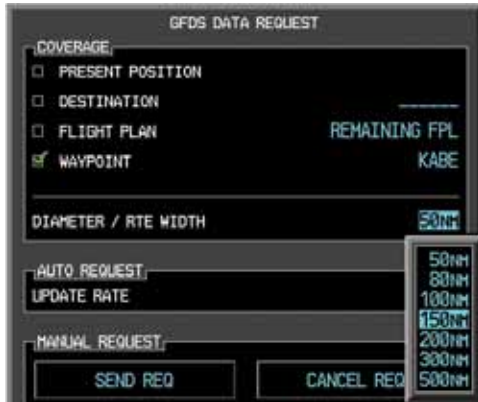 GFDS DATA REQUEST
COVERAGE
PRESENT POSITION
DESTINATION ______
FLIGHT PLAN REMAINING FPL
WAYPOINT KABE
DIAMETER / RTE WIDTH 50NM
50NM
80NM
100NM
150NM
200NM
300NM
500NM
AUTO REQUEST
UPDATE RATE
MANUAL REQUEST
SEND REQ CANCEL REQ